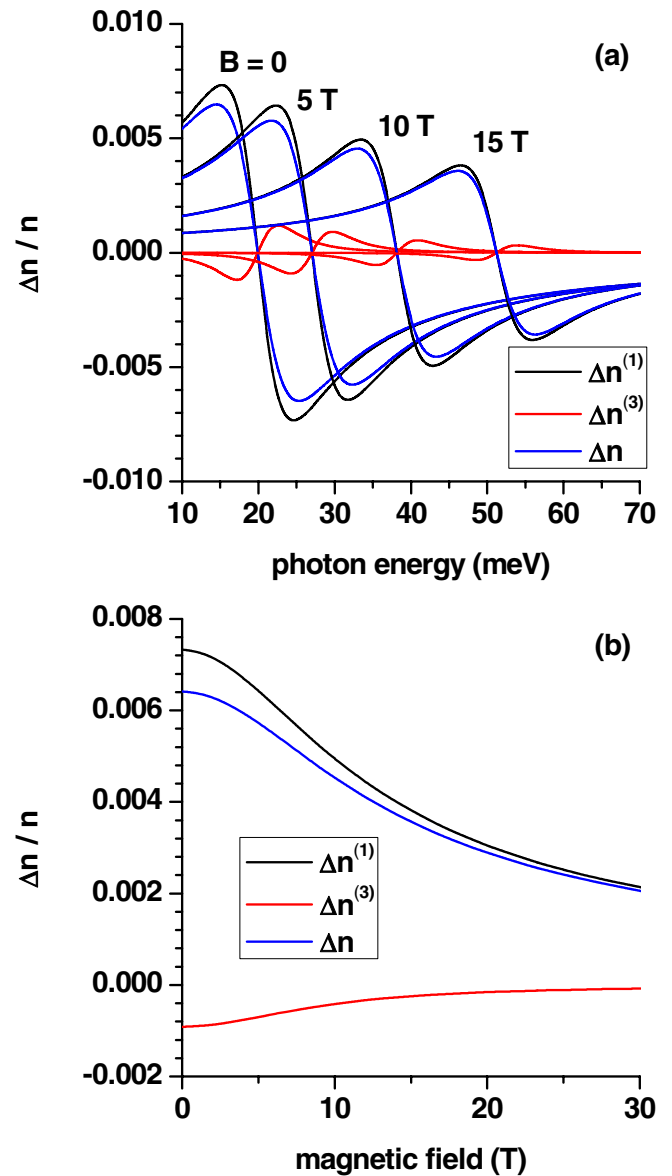 (a)
B = 0
5 T
10 T
15 T
0.010
0.005
0.000
-0.005
-0.010
Δn / n
Δn(1)
Δn(3)
Δn
10 20 30 40 50 60 70
photon energy (meV)
(b)
0.008
0.006
0.004
0.002
0.000
-0.002
Δn / n
Δn(1)
Δn(3)
Δn
0 10 20 30
magnetic field (T)